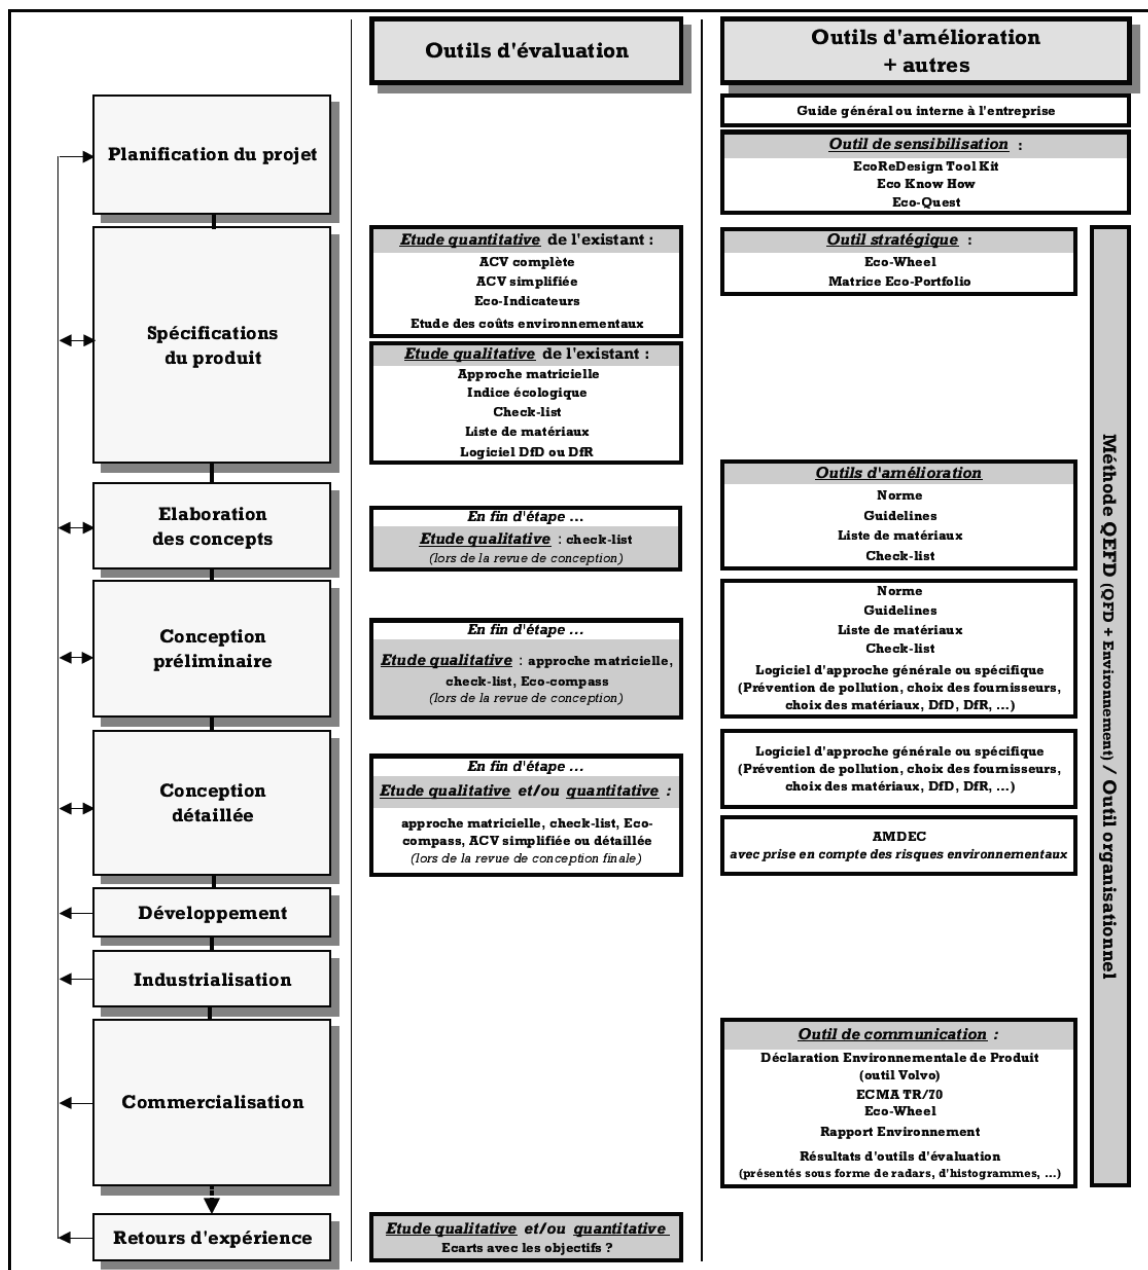 Outils d'évaluation
Outils d'amélioration
+ autres
Planification du projet
Guide général ou interne à l'entreprise
Outil de sensibilisation :
EcoReDesign Tool Kit
Eco Know How
Eco-Quest
Spécifications
du produit
Etude quantitative de l'existant :
ACV complète
ACV simplifiée
Eco-Indicateurs
Etude des coûts environnementaux
Etude qualitative de l'existant :
Approche matricielle
Indice écologique
Check-list
Liste de matériaux
Logiciel DfD ou DfR
Outil stratégique :
Eco-Wheel
Matrice Eco-Portfolio
Elaboration
des concepts
En fin d'étape ...
Etude qualitative : check-list
(lors de la revue de conception)
Outils d'amélioration
Norme
Guidelines
Liste de matériaux
Check-list
Conception
préliminaire
En fin d'étape ...
Etude qualitative : approche matricielle,
check-list, Eco-compass
(lors de la revue de conception)
Norme
Guidelines
Liste de matériaux
Check-list
Logiciel d'approche générale ou spécifique
(Prévention de pollution, choix des fournisseurs,
choix des matériaux, DfD, DfR, ...)
Conception
détaillée
En fin d'étape ...
Etude qualitative et/ou quantitative :
approche matricielle, check-list, Eco-
compass, ACV simplifiée ou détaillée
(lors de la revue de conception finale)
Logiciel d'approche générale ou spécifique
(Prévention de pollution, choix des fournisseurs,
choix des matériaux, DfD, DfR, ...)
AMDEC
avec prise en compte des risques environnementaux
Développement
Industrialisation
Commercialisation
Outil de communication :
Déclaration Environnementale de Produit
(outil Volvo)
ECMA TR/70
Eco-Wheel
Rapport Environnement
Résultats d'outils d'évaluation
(présentés sous forme de radars, d'histogrammes, ...)
Retours d'expérience
Etude qualitative et/ou quantitative
Ecarts avec les objectifs ?
Méthode QEFD (QFD + Environnement) / Outil organisationnel